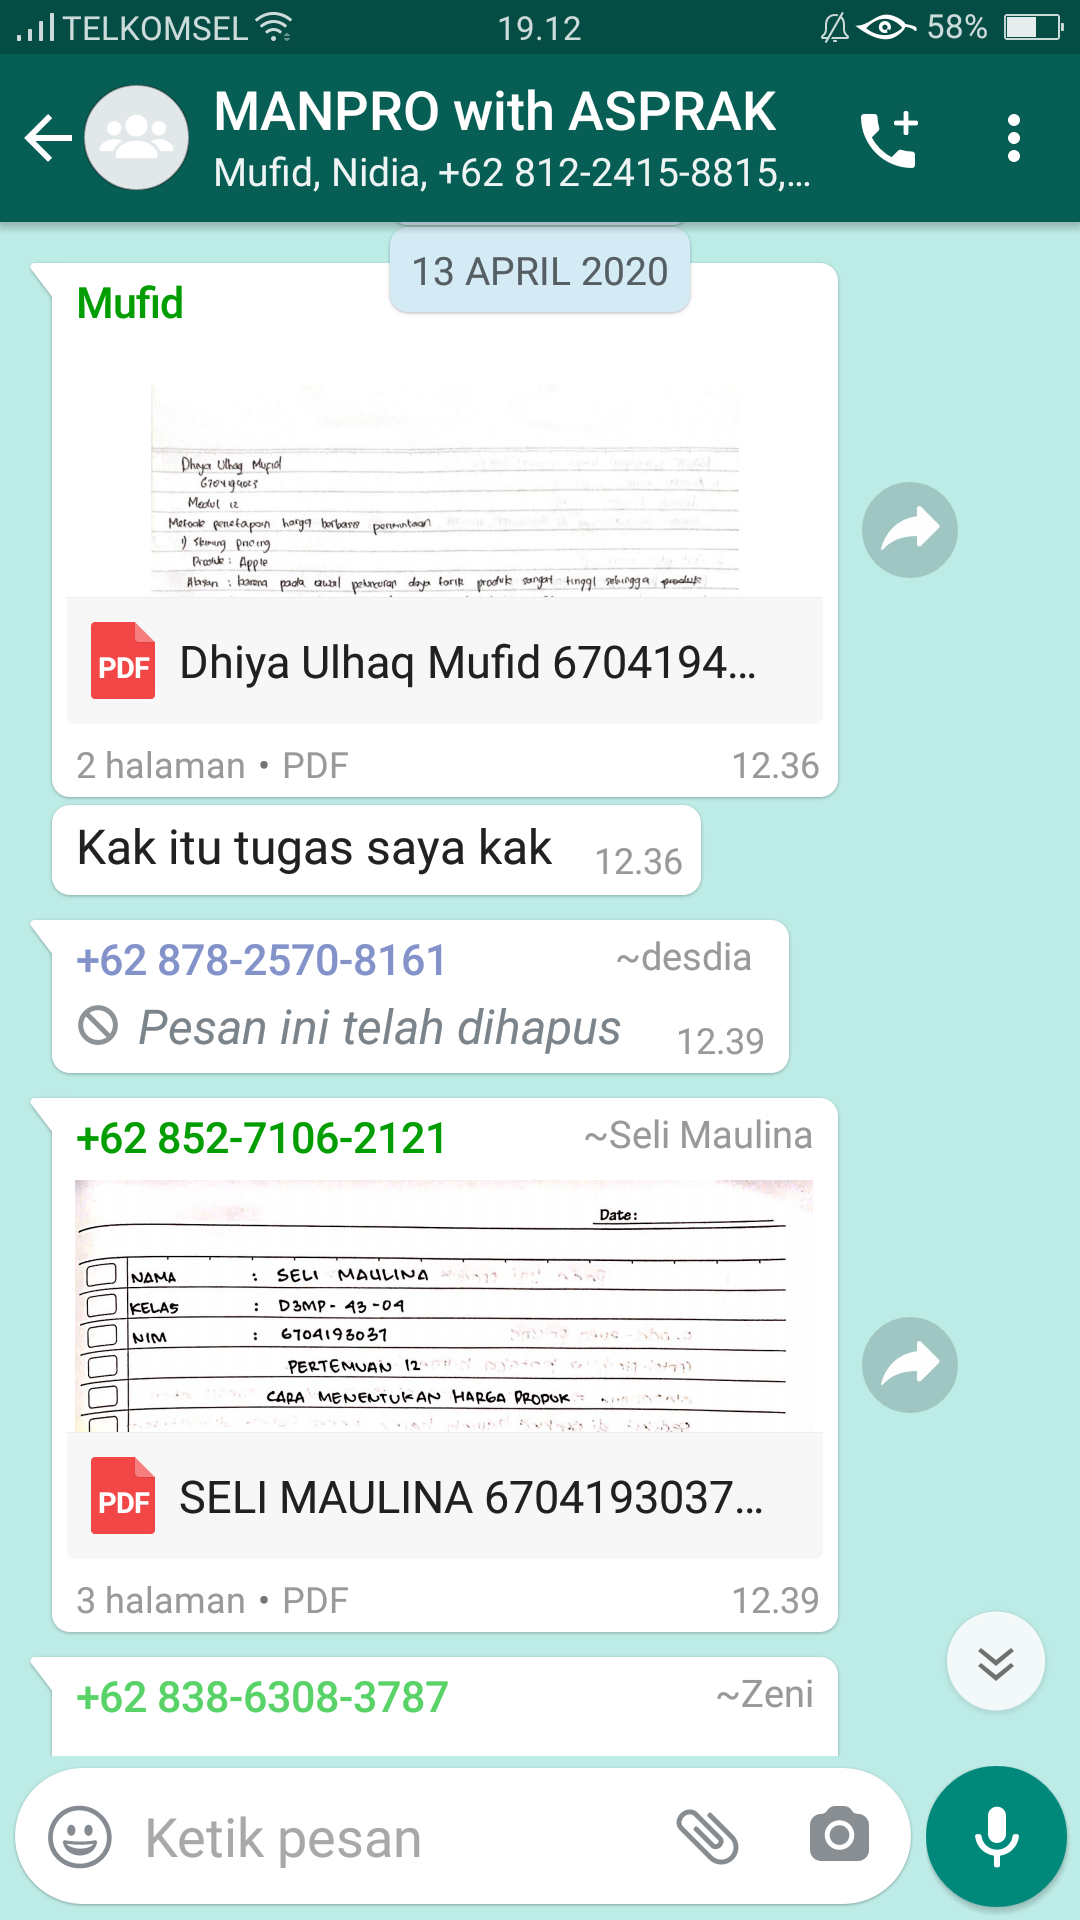 TELKOMSEL 19.12 58%
MANPRO with ASPRAK
Mufid, Nidia, +62 812-2415-8815,...
13 APRIL 2020
Mufid
Dhiya Ulhaq Mufid
Modul 12
Metode penetapan harga berbasis permintaan
1) Skiming pricing
Produk : Apple
Alasan : karena pada awal peluncuran daya tarik produk sangat tinggi sehingga produk
PDF Dhiya Ulhaq Mufid 6704194...
2 halaman • PDF 12.36
Kak itu tugas saya kak 12.36
+62 878-2570-8161 ~desdia
Pesan ini telah dihapus 12.39
+62 852-7106-2121 ~Seli Maulina
Date:
NAMA : SELI MAULINA
KELAS : D3MP - 43 - 04
NIM : 6704193037
PERTEMUAN 12
CARA MENENTUKAN HARGA PRODUK
PDF SELI MAULINA 6704193037...
3 halaman • PDF 12.39
+62 838-6308-3787 ~Zeni
Ketik pesan